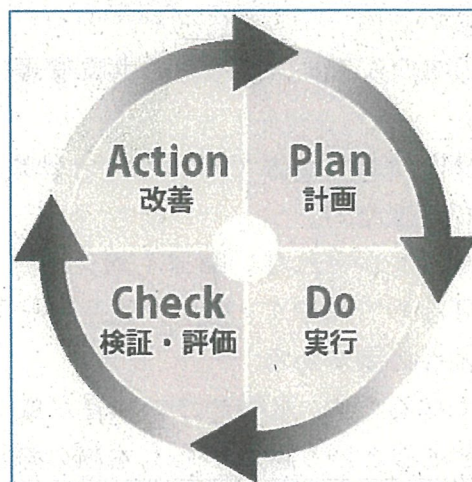 Plan
計画
Do
実行
Check
検証・評価
Action
改善